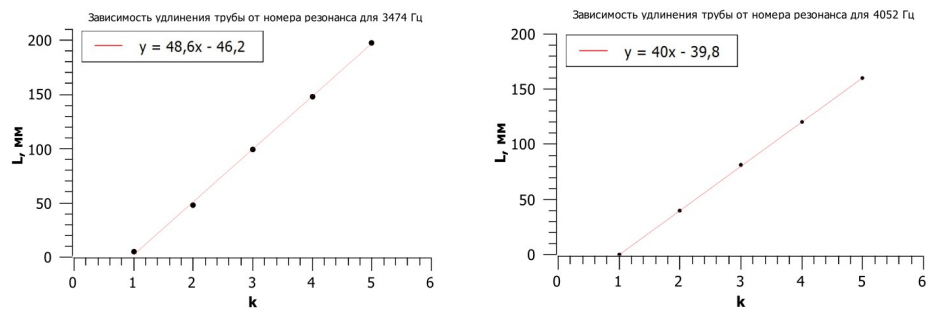 Зависимость удлинения трубы от номера резонанса для 3474 Гц
y = 48,6x - 46,2
200
150
100
50
0
L, мм
0 1 2 3 4 5 6
k
Зависимость удлинения трубы от номера резонанса для 4052 Гц
y = 40x - 39,8
200
150
100
50
0
L, мм
0 1 2 3 4 5 6
k